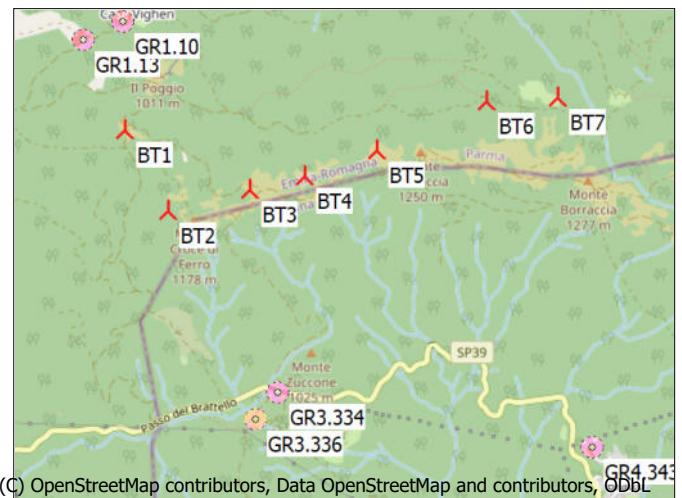 Ca Vighen
GR1.10
GR1.13
Il Poggio
1011 m
BT1
BT6
BT7
Parma
Emilia-Romagna
BT5
1250 m
BT4
BT3
Monte
Borraccia
1277 m
BT2
Croce di
Ferro
1178 m
SP39
Monte
Zuccone
1025 m
Passo del Brattello
GR3.334
GR3.336
GR4.343
(C) OpenStreetMap contributors, Data OpenStreetMap and contributors, ODbL